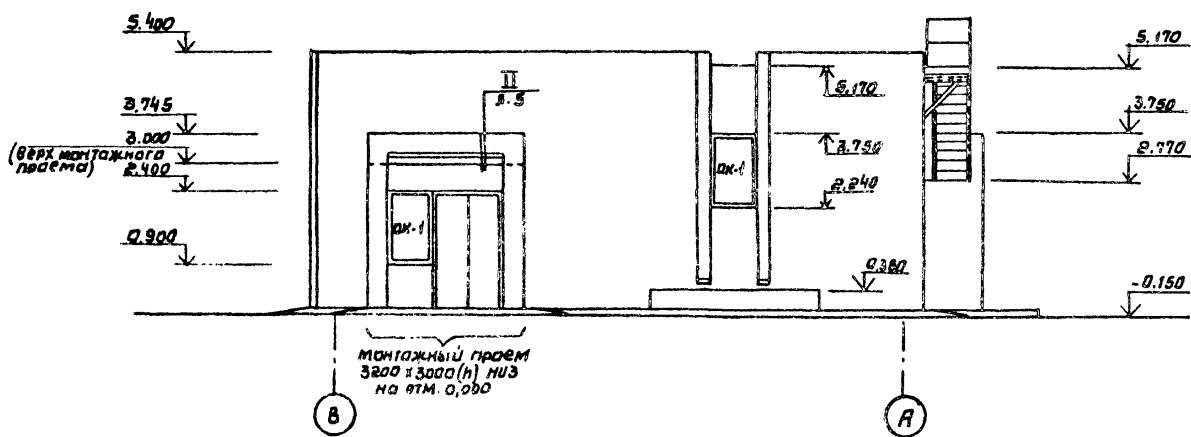 5.400
3.745
3.000
(верх монтажного
проема)
2.400
0.900
II
л.5
ок-1
ок-1
5.170
3.750
2.240
0.380
5.170
3.750
2.770
-0.150
монтажный проем
3200 х 3000(h) низ
на отм. 0,000
В
А